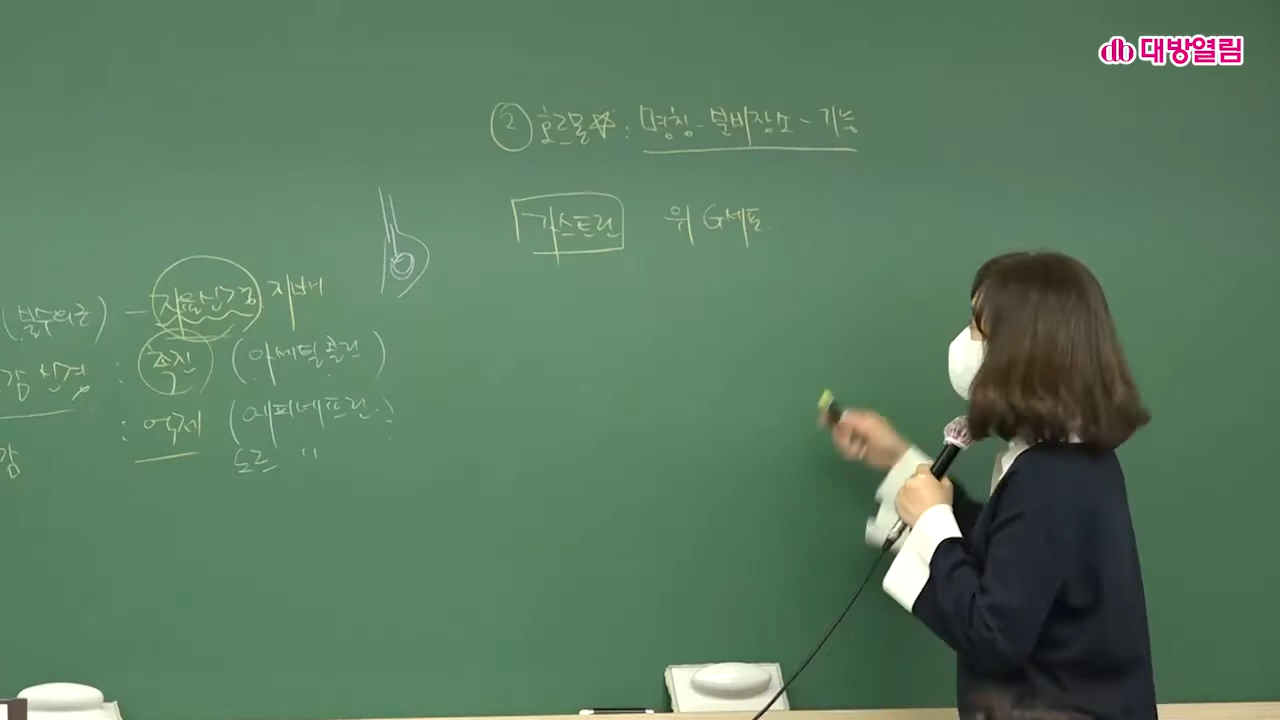 대방열림
② 호르몬☆ : 명칭 - 분비장소 - 기능
가스트린 위 G세포
(불수의근) - 자율신경 지배
감 신경 : 촉진 (아세틸콜린)
: 억제 (에피네프린
감 노르 〃